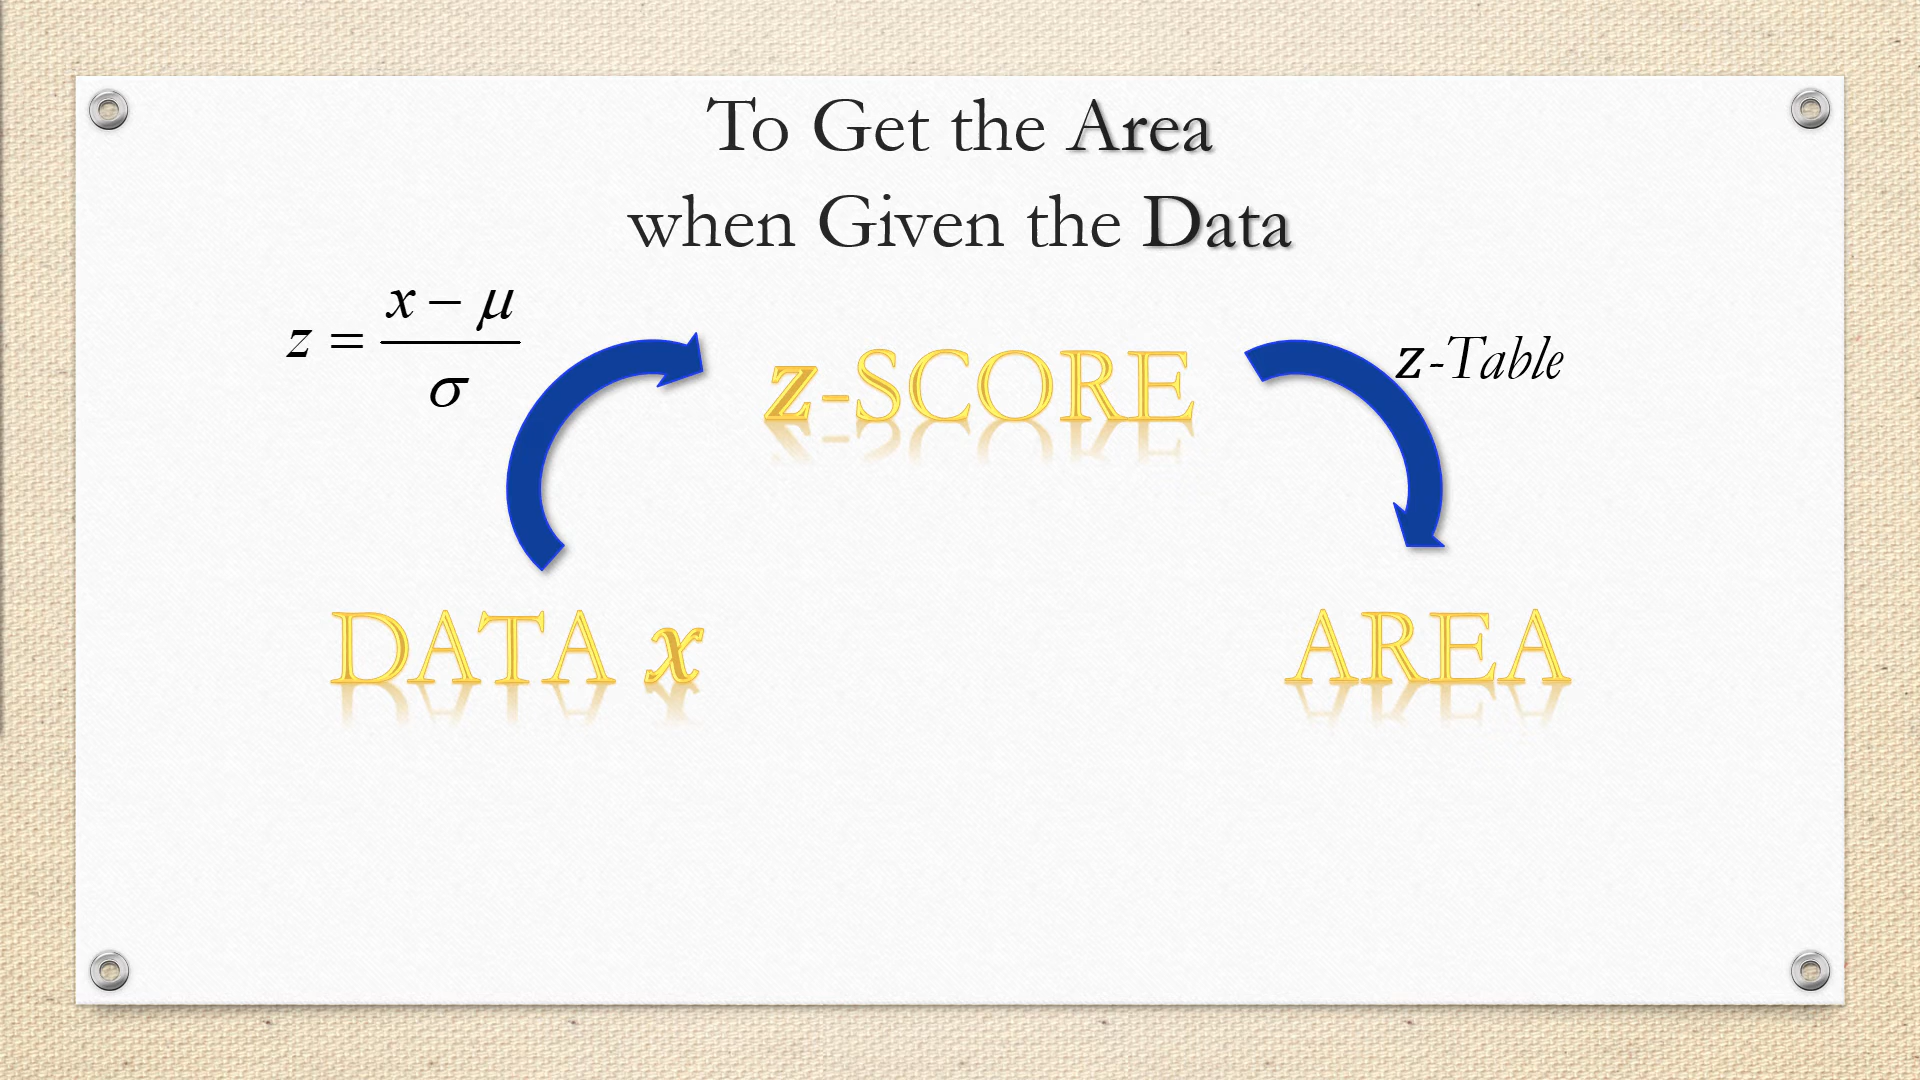 To Get the Area
when Given the Data
z = (x − μ) / σ
z-SCORE
z-Table
DATA x
AREA